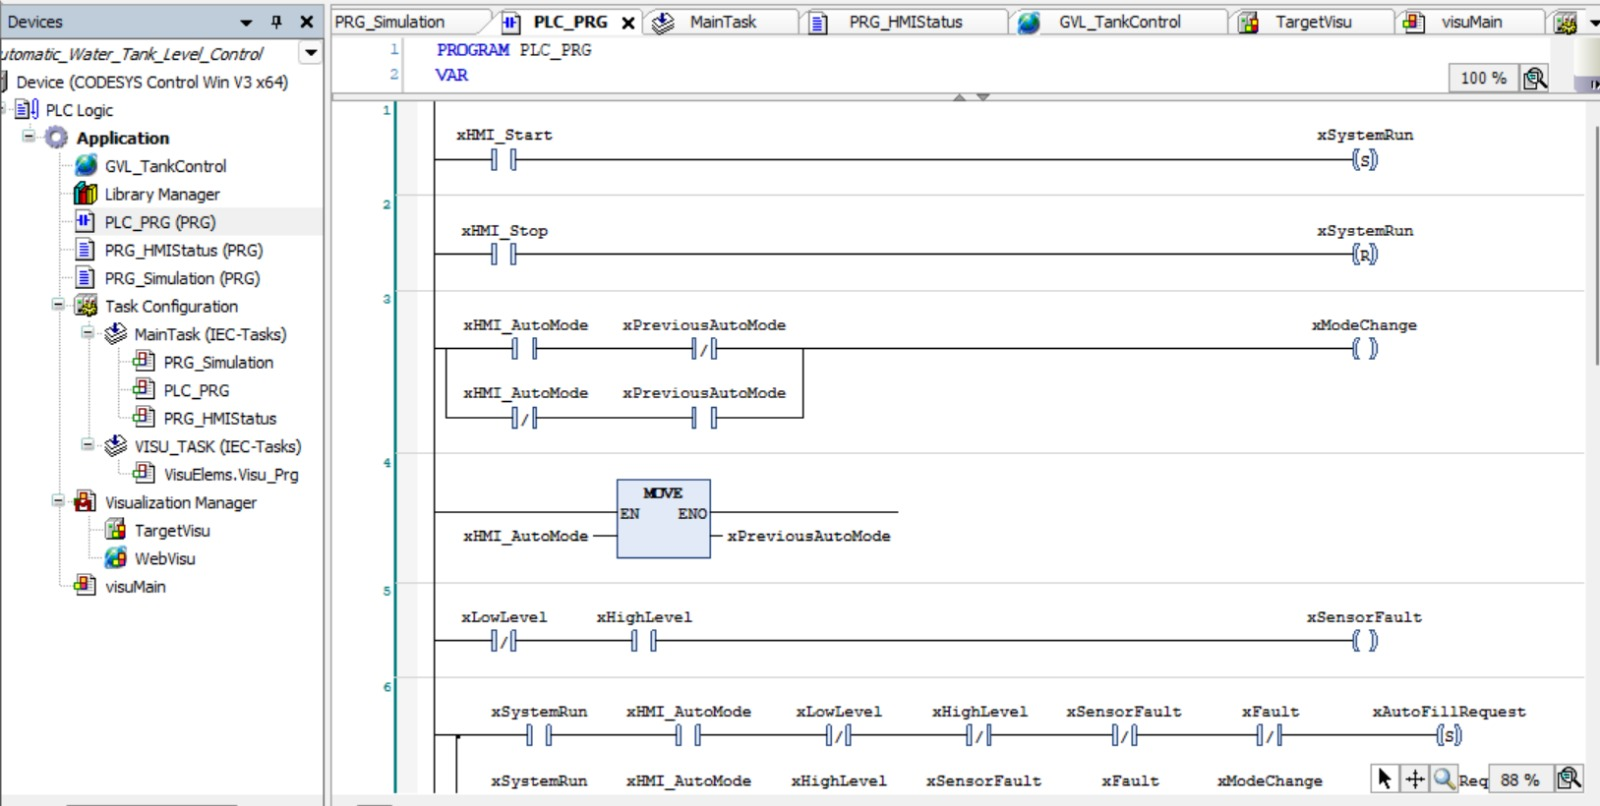 Devices
utomatic_Water_Tank_Level_Control
Device (CODESYS Control Win V3 x64)
PLC Logic
Application
GVL_TankControl
Library Manager
PLC_PRG (PRG)
PRG_HMIStatus (PRG)
PRG_Simulation (PRG)
Task Configuration
MainTask (IEC-Tasks)
PRG_Simulation
PLC_PRG
PRG_HMIStatus
VISU_TASK (IEC-Tasks)
VisuElems.Visu_Prg
Visualization Manager
TargetVisu
WebVisu
visuMain
PRG_Simulation PLC_PRG MainTask PRG_HMIStatus GVL_TankControl TargetVisu visuMain
1 PROGRAM PLC_PRG
2 VAR
100 %
1
xHMI_Start xSystemRun
S
2
xHMI_Stop xSystemRun
R
3
xHMI_AutoMode xPreviousAutoMode xModeChange
xHMI_AutoMode xPreviousAutoMode
4
MOVE
EN ENO
xHMI_AutoMode xPreviousAutoMode
5
xLowLevel xHighLevel xSensorFault
6
xSystemRun xHMI_AutoMode xLowLevel xHighLevel xSensorFault xFault xAutoFillRequest
S
xSystemRun xHMI_AutoMode xHighLevel xSensorFault xFault xModeChange Req 88 %